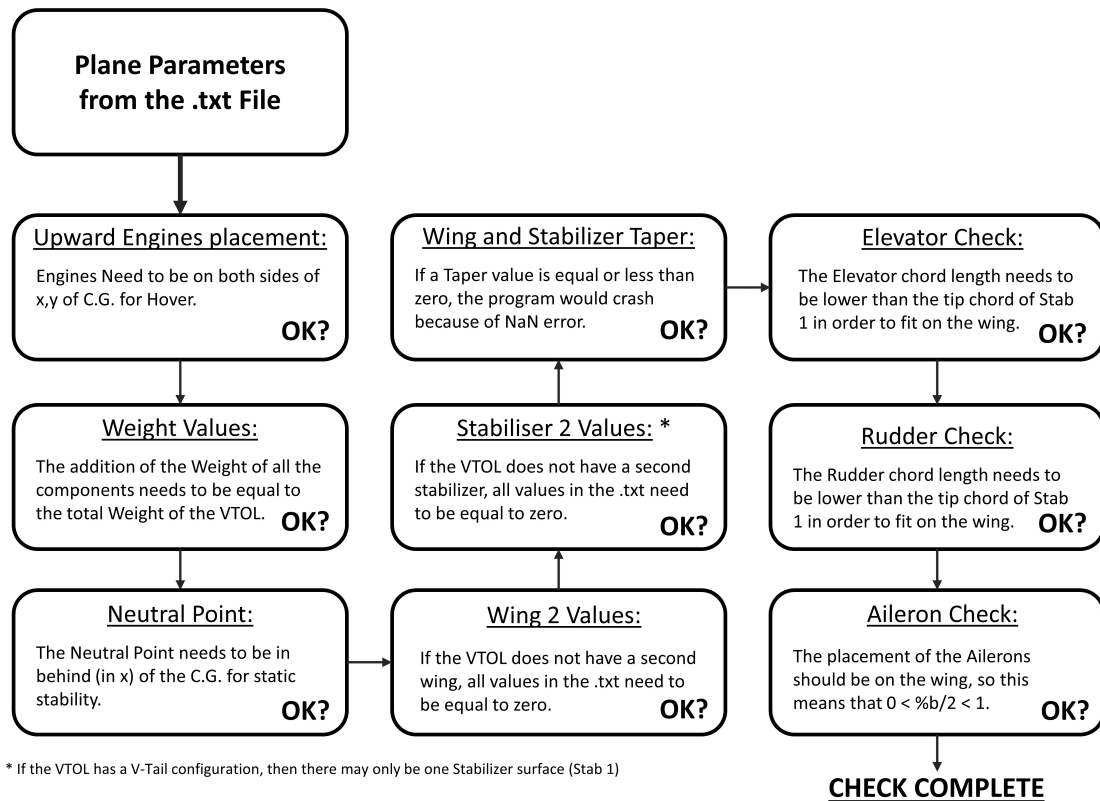 Plane Parameters
from the .txt File
Upward Engines placement:
Engines Need to be on both sides of
x,y of C.G. for Hover.
OK?
Weight Values:
The addition of the Weight of all the
components needs to be equal to
the total Weight of the VTOL.
OK?
Neutral Point:
The Neutral Point needs to be in
behind (in x) of the C.G. for static
stability.
OK?
Wing 2 Values:
If the VTOL does not have a second
wing, all values in the .txt need to
be equal to zero.
OK?
Stabiliser 2 Values: *
If the VTOL does not have a second
stabilizer, all values in the .txt need
to be equal to zero.
OK?
Wing and Stabilizer Taper:
If a Taper value is equal or less than
zero, the program would crash
because of NaN error.
OK?
Elevator Check:
The Elevator chord length needs to
be lower than the tip chord of Stab
1 in order to fit on the wing.
OK?
Rudder Check:
The Rudder chord length needs to
be lower than the tip chord of Stab
1 in order to fit on the wing.
OK?
Aileron Check:
The placement of the Ailerons
should be on the wing, so this
means that 0 < %b/2 < 1.
OK?
CHECK COMPLETE
* If the VTOL has a V-Tail configuration, then there may only be one Stabilizer surface (Stab 1)